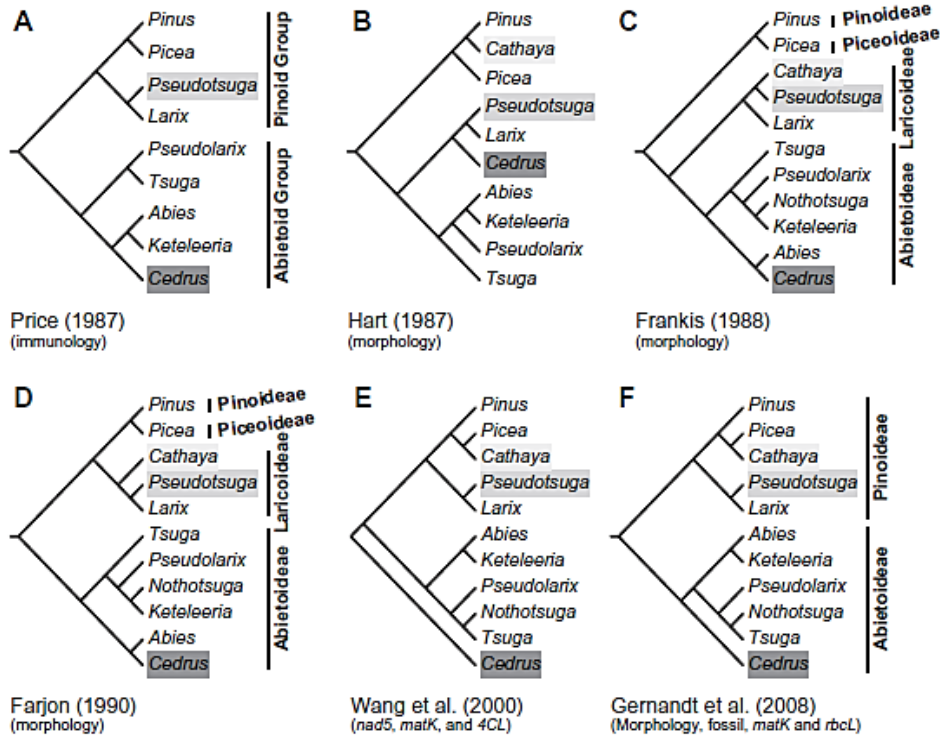 A
Pinus
Picea
Pseudotsuga
Larix
Pseudolarix
Tsuga
Abies
Keteleeria
Cedrus
Pinoid Group
Abietoid Group
Price (1987)
(immunology)
B
Pinus
Cathaya
Picea
Pseudotsuga
Larix
Cedrus
Abies
Keteleeria
Pseudolarix
Tsuga
Hart (1987)
(morphology)
C
Pinus
Picea
Cathaya
Pseudotsuga
Larix
Tsuga
Pseudolarix
Nothotsuga
Keteleeria
Abies
Cedrus
Pinoideae
Piceoideae
Laricoideae
Abietoideae
Frankis (1988)
(morphology)
D
Pinus
Picea
Cathaya
Pseudotsuga
Larix
Tsuga
Pseudolarix
Nothotsuga
Keteleeria
Abies
Cedrus
Pinoideae
Piceoideae
Laricoideae
Abietoideae
Farjon (1990)
(morphology)
E
Pinus
Picea
Cathaya
Pseudotsuga
Larix
Abies
Keteleeria
Pseudolarix
Nothotsuga
Tsuga
Cedrus
Wang et al. (2000)
(nad5, matK, and 4CL)
F
Pinus
Picea
Cathaya
Pseudotsuga
Larix
Abies
Keteleeria
Pseudolarix
Nothotsuga
Tsuga
Cedrus
Pinoideae
Abietoideae
Gernandt et al. (2008)
(Morphology, fossil, matK and rbcL)